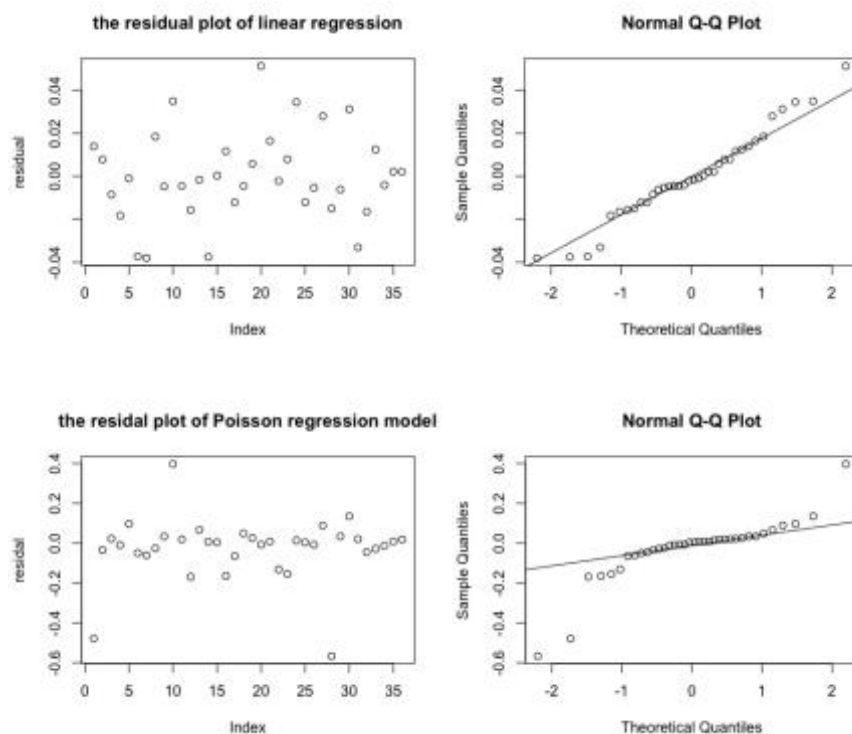 the residual plot of linear regression
residual
0.04
0.02
0.00
-0.04
0 5 10 15 20 25 30 35
Index
Normal Q-Q Plot
Sample Quantiles
0.04
0.02
0.00
-0.04
-2 -1 0 1 2
Theoretical Quantiles
the residal plot of Poisson regression model
residal
0.4
0.2
0.0
-0.2
-0.4
-0.6
0 5 10 15 20 25 30 35
Index
Normal Q-Q Plot
Sample Quantiles
0.4
0.2
0.0
-0.2
-0.4
-0.6
-2 -1 0 1 2
Theoretical Quantiles